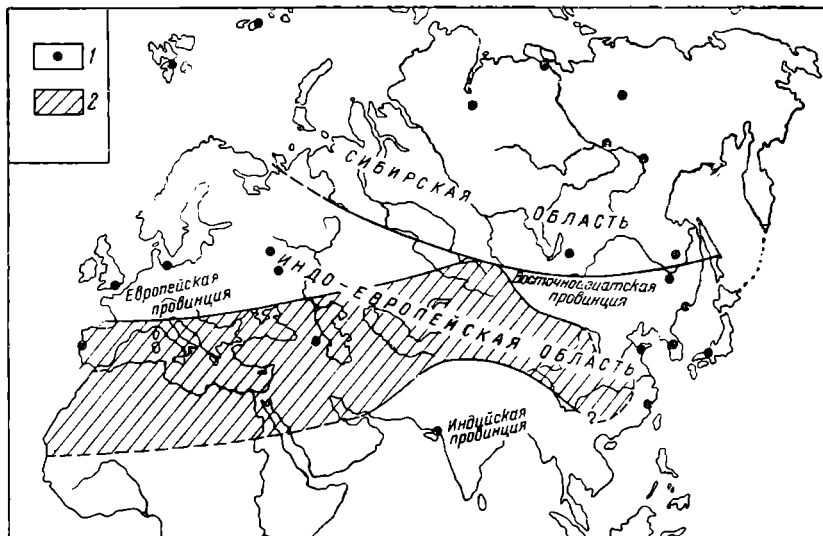 1
2
СИБИРСКАЯ ОБЛАСТЬ
Европейская
провинция
ИНДО-ЕВРОПЕЙСКАЯ ОБЛАСТЬ
Восточноазиатская
провинция
Индийская
провинция
?